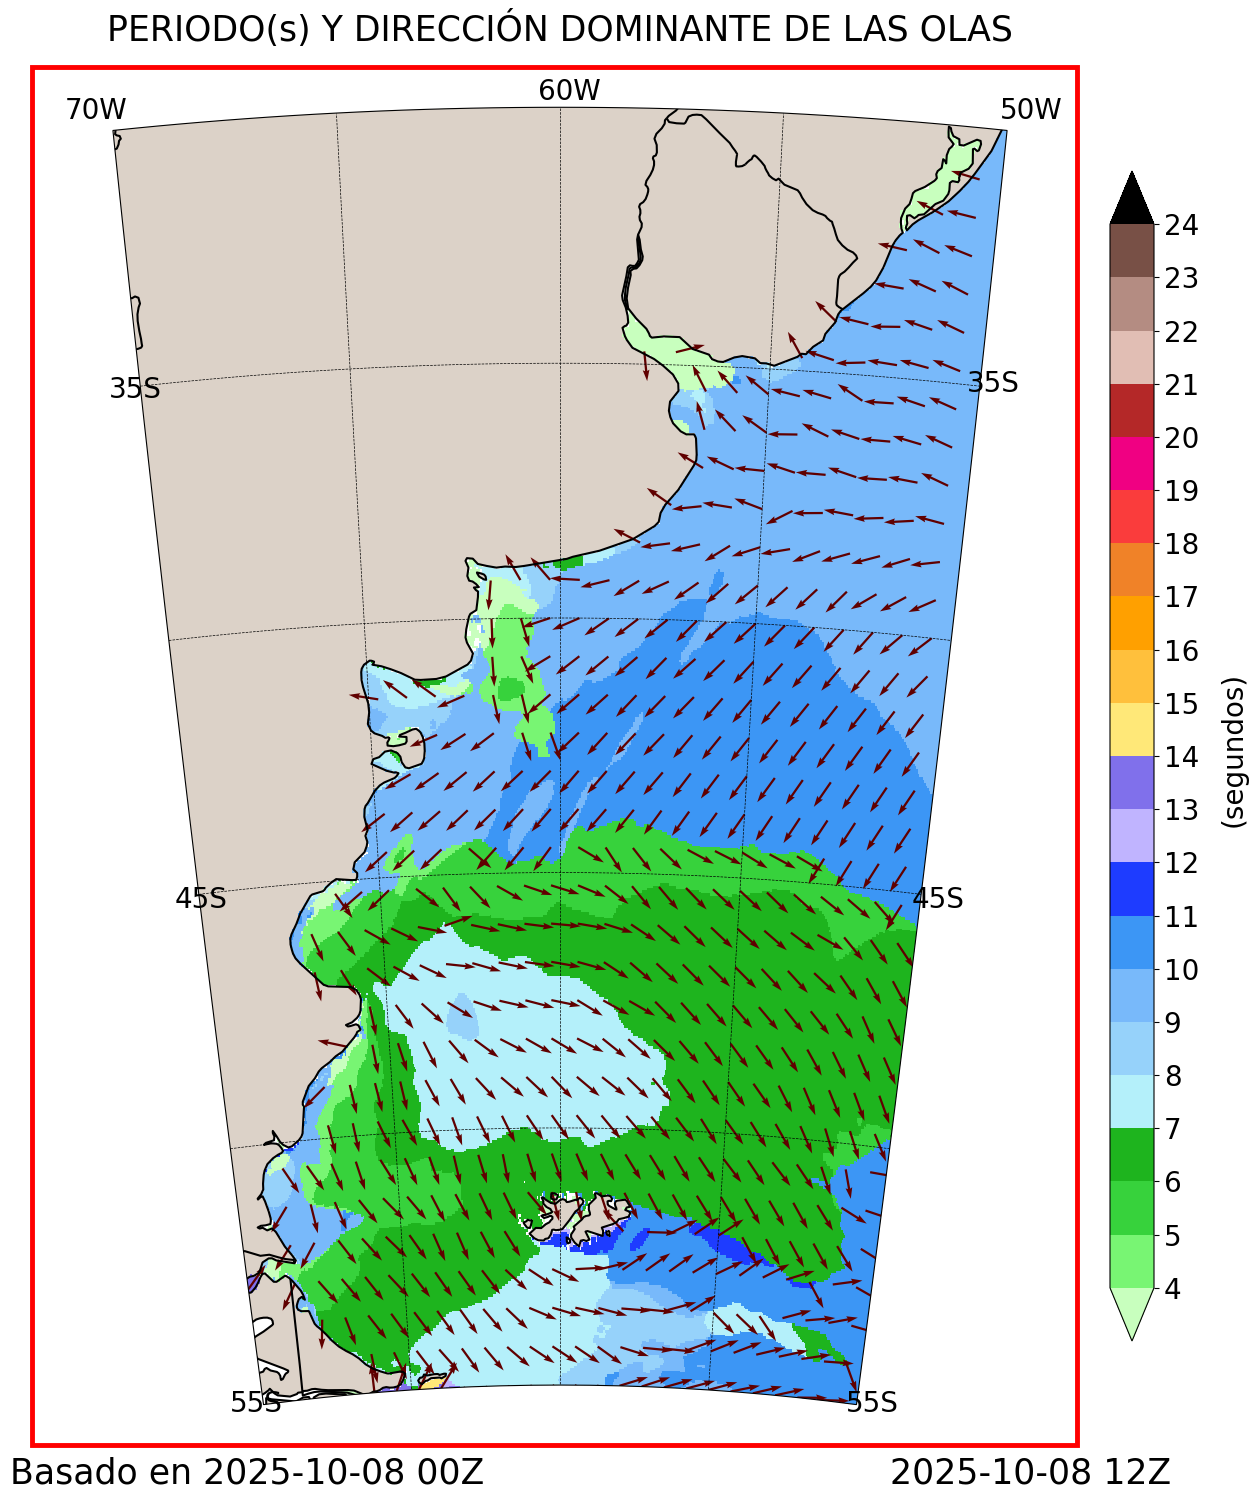 PERIODO(s) Y DIRECCIÓN DOMINANTE DE LAS OLAS
70W
60W
50W
35S
35S
45S
45S
55S
55S
24
23
22
21
20
19
18
17
16
15
14
13
12
11
10
9
8
7
6
5
4
(segundos)
Basado en 2025-10-08 00Z
2025-10-08 12Z